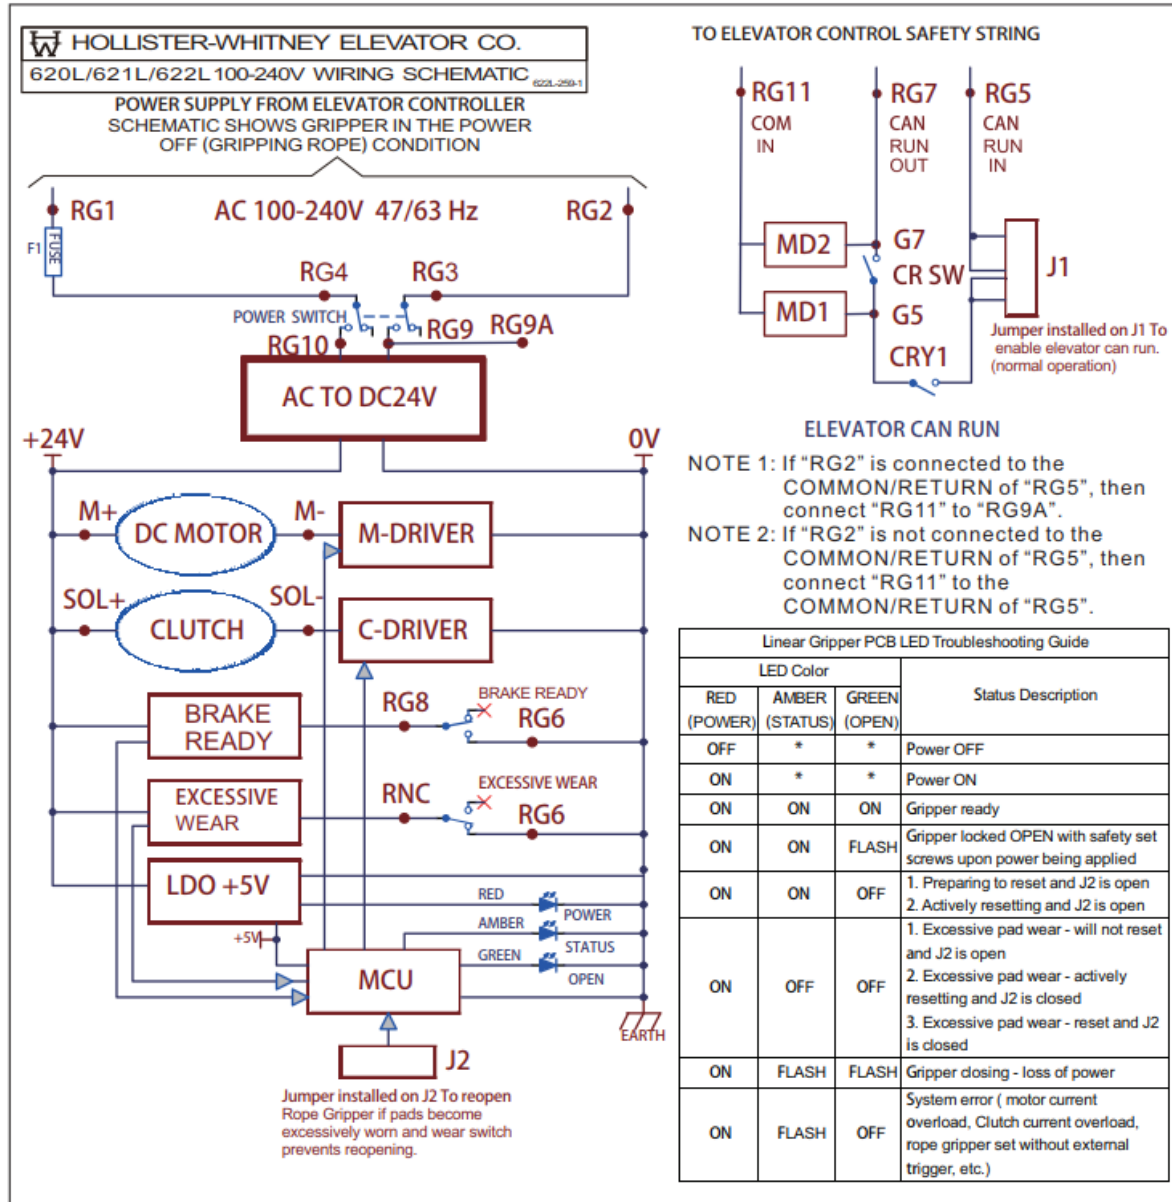 HOLLISTER-WHITNEY ELEVATOR CO.
620L/621L/622L 100-240V WIRING SCHEMATIC
622L-259-1
POWER SUPPLY FROM ELEVATOR CONTROLLER
SCHEMATIC SHOWS GRIPPER IN THE POWER
OFF (GRIPPING ROPE) CONDITION
RG1
AC 100-240V 47/63 Hz
RG2
F1
FUSE
RG4
RG3
POWER SWITCH
RG10
RG9
RG9A
AC TO DC24V
+24V
0V
M+
DC MOTOR
M-
M-DRIVER
SOL+
CLUTCH
SOL-
C-DRIVER
BRAKE
READY
RG8
BRAKE READY
RG6
EXCESSIVE
WEAR
RNC
EXCESSIVE WEAR
RG6
LDO +5V
RED
POWER
AMBER
STATUS
GREEN
OPEN
+5V
MCU
EARTH
J2
Jumper installed on J2 To reopen
Rope Gripper if pads become
excessively worn and wear switch
prevents reopening.
TO ELEVATOR CONTROL SAFETY STRING
RG11
COM
IN
RG7
CAN
RUN
OUT
RG5
CAN
RUN
IN
MD2
G7
CR SW
J1
MD1
G5
CRY1
Jumper installed on J1 To
enable elevator can run.
(normal operation)
ELEVATOR CAN RUN
NOTE 1: If “RG2” is connected to the
COMMON/RETURN of “RG5”, then
connect “RG11” to “RG9A”.
NOTE 2: If “RG2” is not connected to the
COMMON/RETURN of “RG5”, then
connect “RG11” to the
COMMON/RETURN of “RG5”.
Linear Gripper PCB LED Troubleshooting Guide
LED Color
Status Description
RED (POWER) AMBER (STATUS) GREEN (OPEN)
OFF * * Power OFF
ON * * Power ON
ON ON ON Gripper ready
ON ON FLASH Gripper locked OPEN with safety set
screws upon power being applied
ON ON OFF 1. Preparing to reset and J2 is open
2. Actively resetting and J2 is open
ON OFF OFF 1. Excessive pad wear - will not reset
and J2 is open
2. Excessive pad wear - actively
resetting and J2 is closed
3. Excessive pad wear - reset and J2
is closed
ON FLASH FLASH Gripper closing - loss of power
ON FLASH OFF System error ( motor current
overload, Clutch current overload,
rope gripper set without external
trigger, etc.)